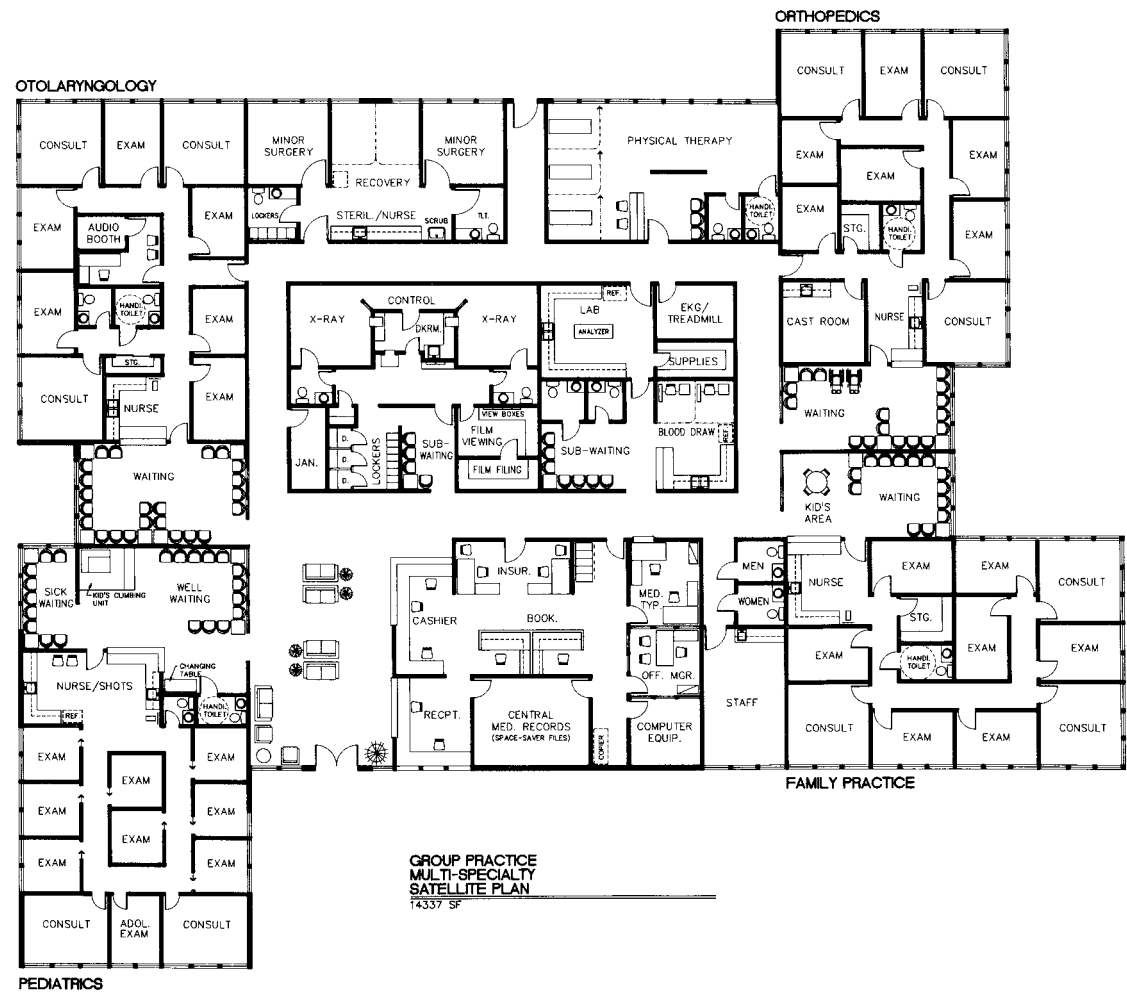 ORTHOPEDICS
CONSULT
EXAM
CONSULT
OTOLARYNGOLOGY
CONSULT
EXAM
CONSULT
MINOR
SURGERY
RECOVERY
MINOR
SURGERY
PHYSICAL THERAPY
EXAM
EXAM
EXAM
EXAM
LOCKERS
STERIL./NURSE
SCRUB
TLT.
HANDI.
TOILET
EXAM
STG.
HANDI.
TOILET
EXAM
EXAM
AUDIO
BOOTH
EXAM
EXAM
HANDI.
TOILET
EXAM
STG.
CONSULT
NURSE
EXAM
X-RAY
CONTROL
DKRM.
X-RAY
LAB
REF.
ANALYZER
EKG/
TREADMILL
SUPPLIES
CAST ROOM
NURSE
CONSULT
JAN.
D.
D.
D.
LOCKERS
SUB-
WAITING
VIEW BOXES
FILM
VIEWING
FILM FILING
SUB-WAITING
BLOOD DRAW
REF.
WAITING
WAITING
KID'S
AREA
WAITING
SICK
WAITING
KID'S CLIMBING
UNIT
WELL
WAITING
CASHIER
INSUR.
BOOK.
MED.
TYP.
MEN
WOMEN
NURSE
EXAM
EXAM
CONSULT
STG.
EXAM
EXAM
EXAM
HANDI.
TOILET
NURSE/SHOTS
REF.
CHANGING
TABLE
HANDI.
TOILET
RECPT.
CENTRAL
MED. RECORDS
(SPACE-SAVER FILES)
COPIER
OFF. MGR.
COMPUTER
EQUIP.
STAFF
CONSULT
EXAM
EXAM
CONSULT
FAMILY PRACTICE
EXAM
EXAM
EXAM
EXAM
EXAM
EXAM
EXAM
EXAM
CONSULT
ADOL.
EXAM
CONSULT
PEDIATRICS
GROUP PRACTICE
MULTI-SPECIALTY
SATELLITE PLAN
14337 SF